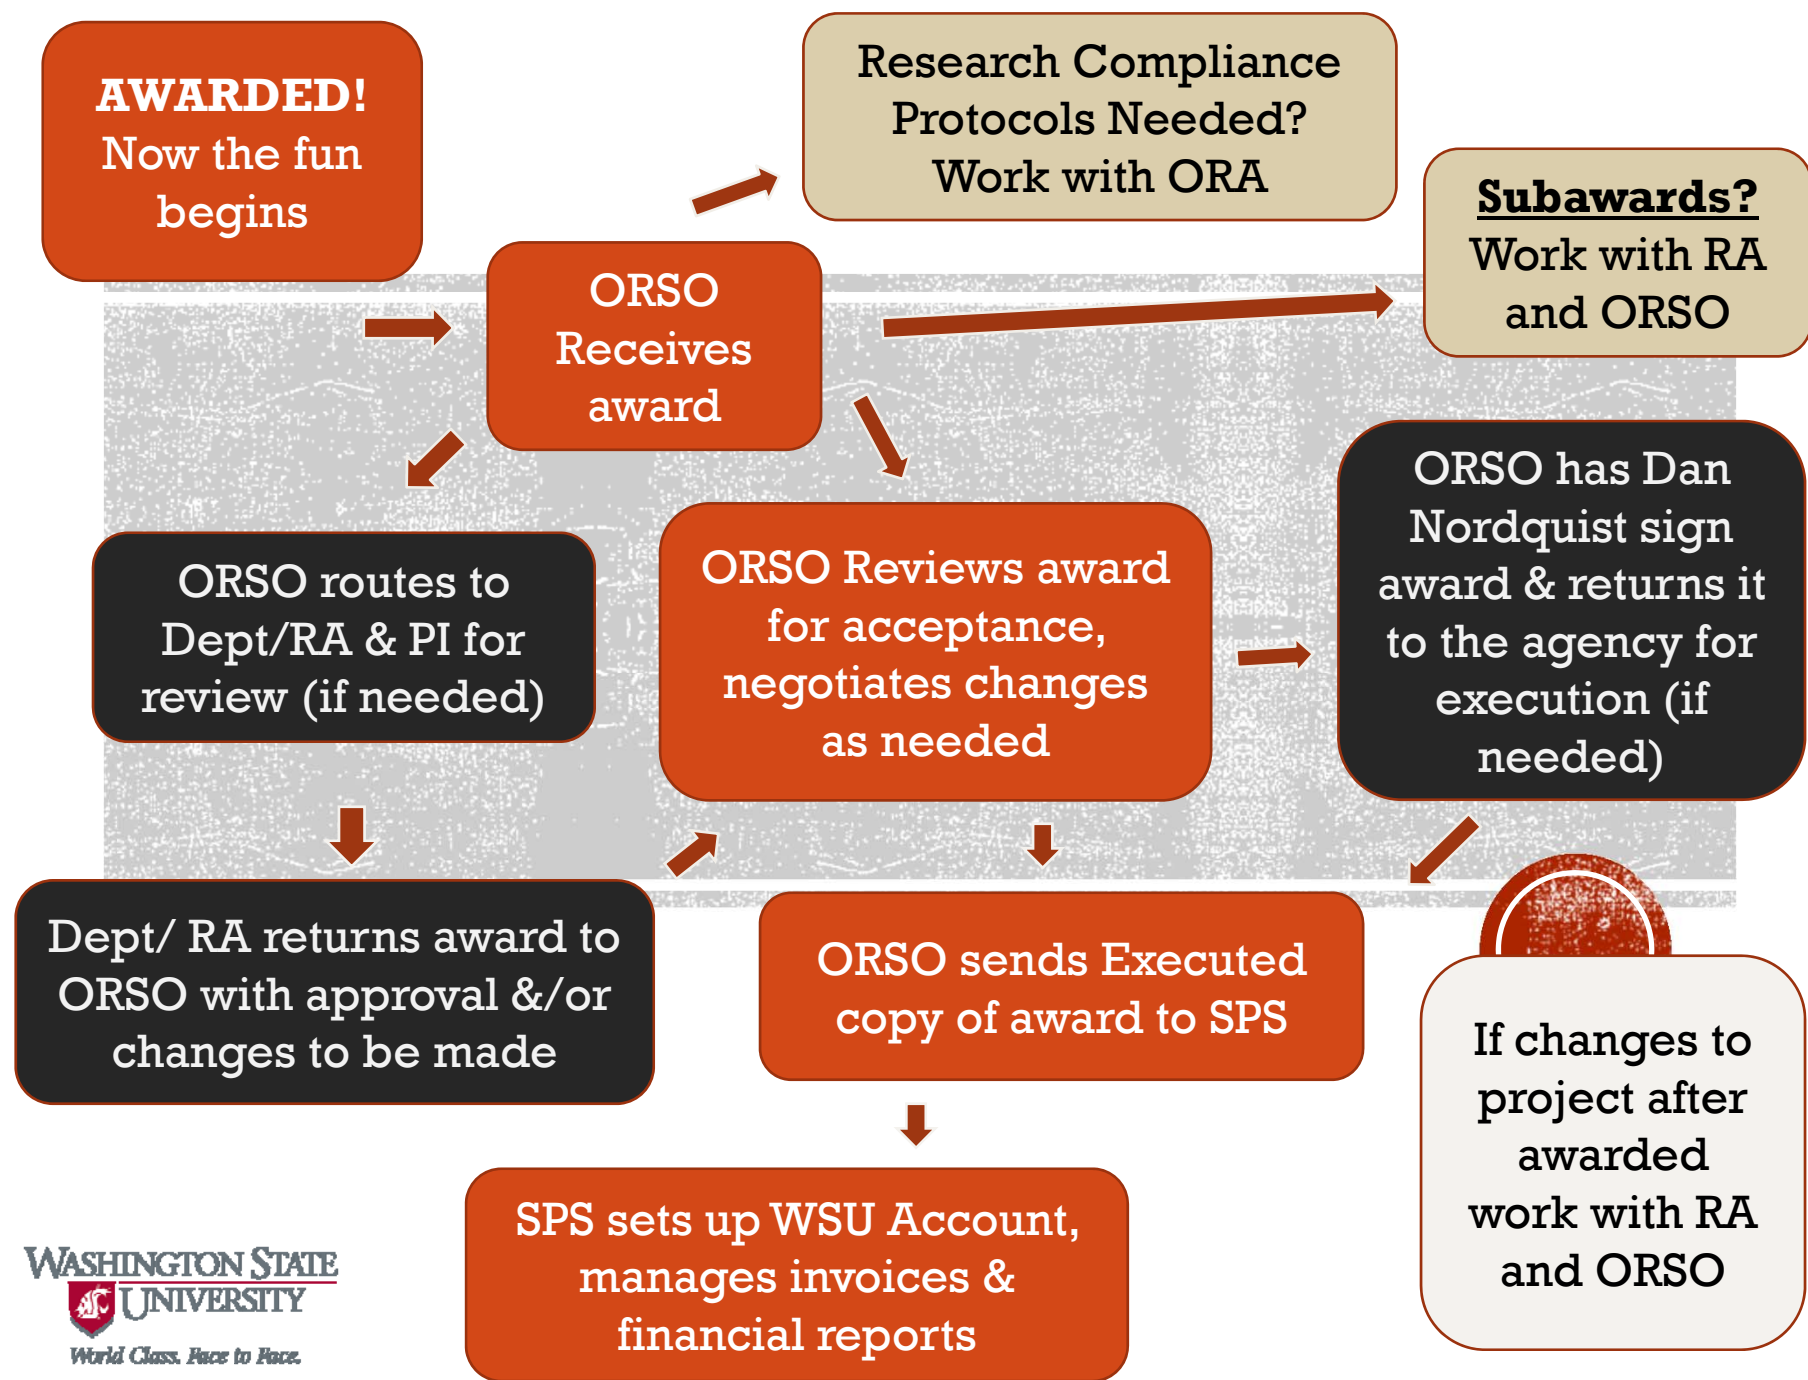 AWARDED!
Now the fun
begins
Research Compliance
Protocols Needed?
Work with ORA
Subawards?
Work with RA
and ORSO
ORSO
Receives
award
ORSO routes to
Dept/RA & PI for
review (if needed)
ORSO Reviews award
for acceptance,
negotiates changes
as needed
ORSO has Dan
Nordquist sign
award & returns it
to the agency for
execution (if
needed)
Dept/ RA returns award to
ORSO with approval &/or
changes to be made
ORSO sends Executed
copy of award to SPS
If changes to
project after
awarded
work with RA
and ORSO
SPS sets up WSU Account,
manages invoices &
financial reports
WASHINGTON STATE
UNIVERSITY
World Class. Face to Face.